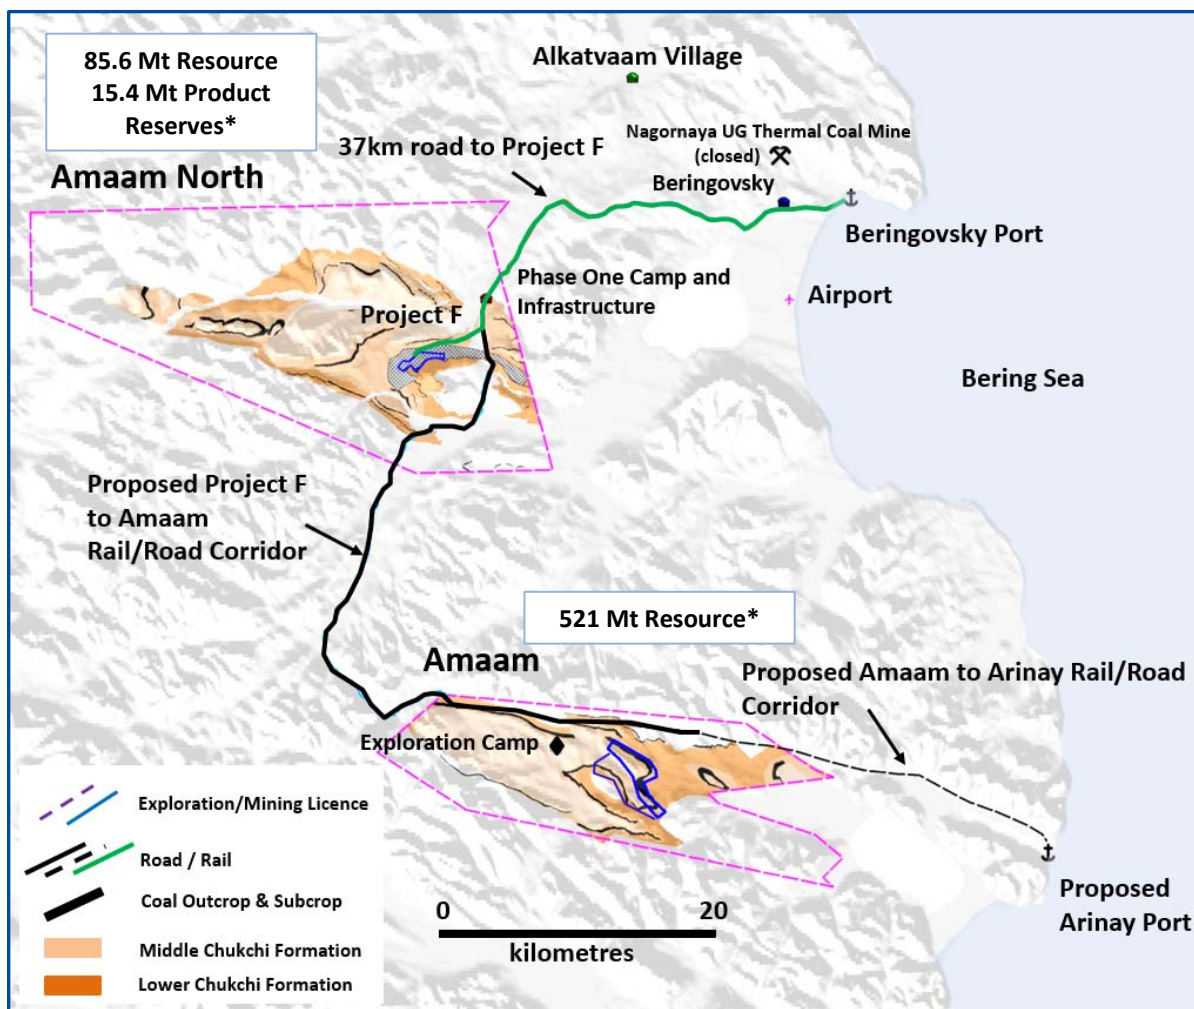 85.6 Mt Resource
15.4 Mt Product
Reserves*
Alkatvaam Village
37km road to Project F
Nagornaya UG Thermal Coal Mine
(closed)
Beringovsky
Amaam North
Beringovsky Port
Phase One Camp and
Infrastructure
Airport
Project F
Bering Sea
Proposed Project F
to Amaam
Rail/Road Corridor
521 Mt Resource*
Amaam
Proposed Amaam to Arinay Rail/Road
Corridor
Exploration Camp
Proposed
Arinay Port
Exploration/Mining Licence
Road / Rail
Coal Outcrop & Subcrop
Middle Chukchi Formation
Lower Chukchi Formation
0 20
kilometres